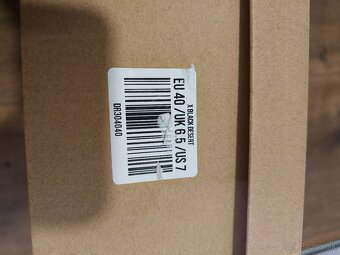 X BLACK DESERT
EU 40 /UK 6.5 /US 7
DR304040